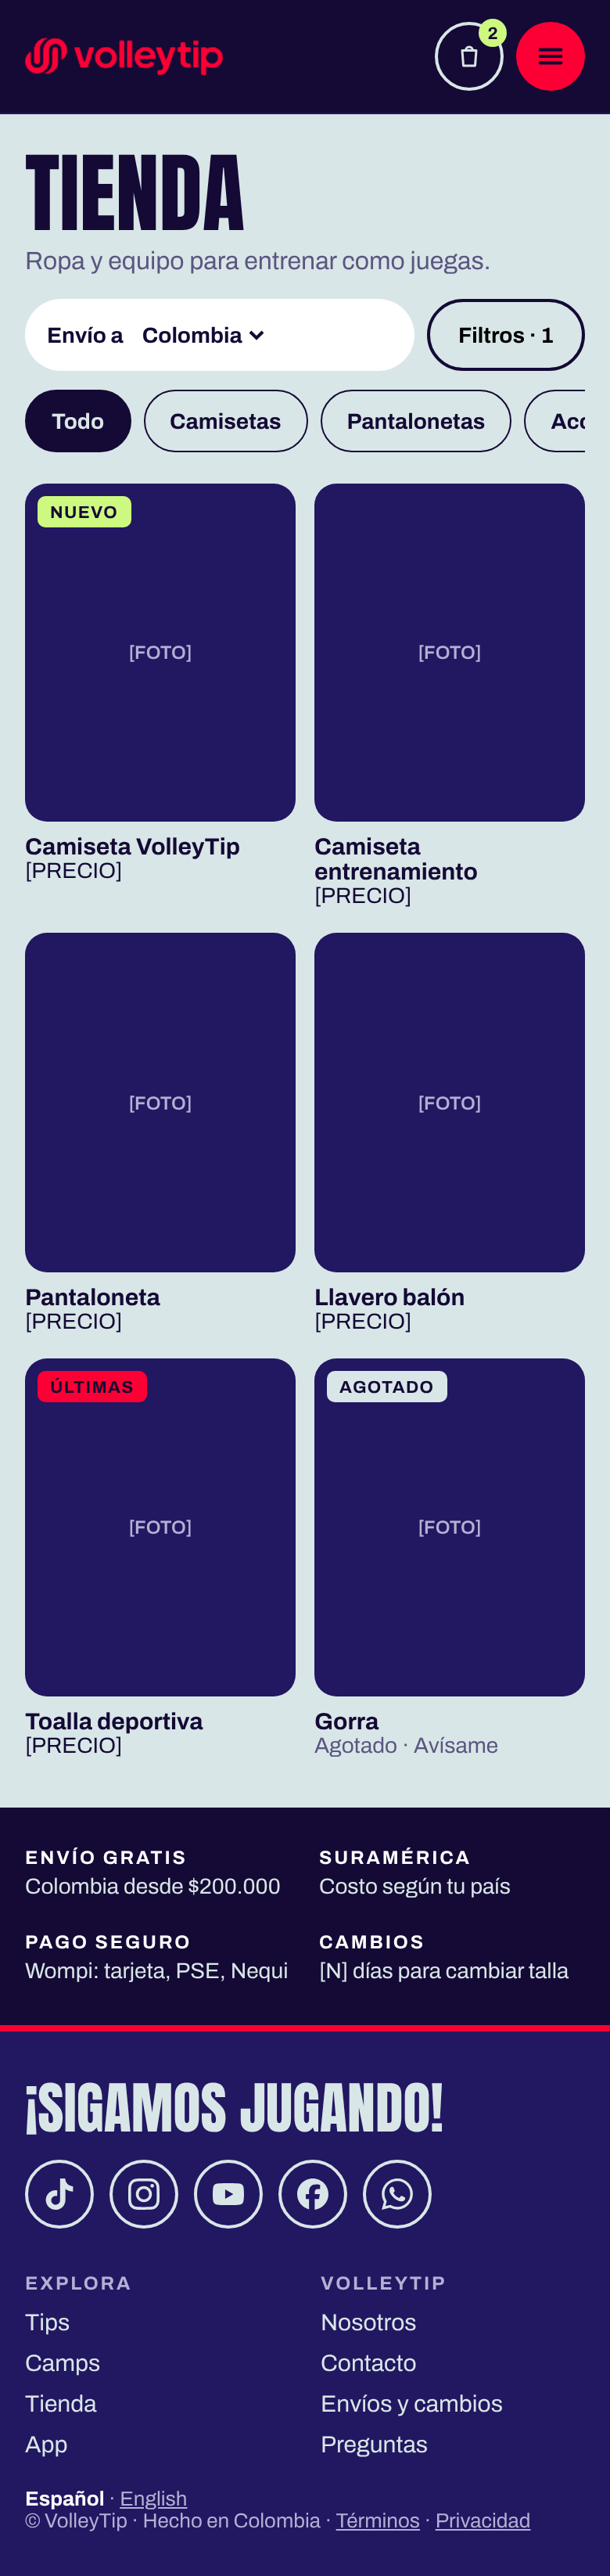 volleytip
2
TIENDA
Ropa y equipo para entrenar como juegas.
Envío a Colombia
Filtros · 1
Todo
Camisetas
Pantalonetas
Acc
NUEVO
[FOTO]
[FOTO]
Camiseta VolleyTip
[PRECIO]
Camiseta
entrenamiento
[PRECIO]
[FOTO]
[FOTO]
Pantaloneta
[PRECIO]
Llavero balón
[PRECIO]
ÚLTIMAS
[FOTO]
AGOTADO
[FOTO]
Toalla deportiva
[PRECIO]
Gorra
Agotado · Avísame
ENVÍO GRATIS
Colombia desde $200.000
SURAMÉRICA
Costo según tu país
PAGO SEGURO
Wompi: tarjeta, PSE, Nequi
CAMBIOS
[N] días para cambiar talla
¡SIGAMOS JUGANDO!
EXPLORA
Tips
Camps
Tienda
App
VOLLEYTIP
Nosotros
Contacto
Envíos y cambios
Preguntas
Español · English
© VolleyTip · Hecho en Colombia · Términos · Privacidad